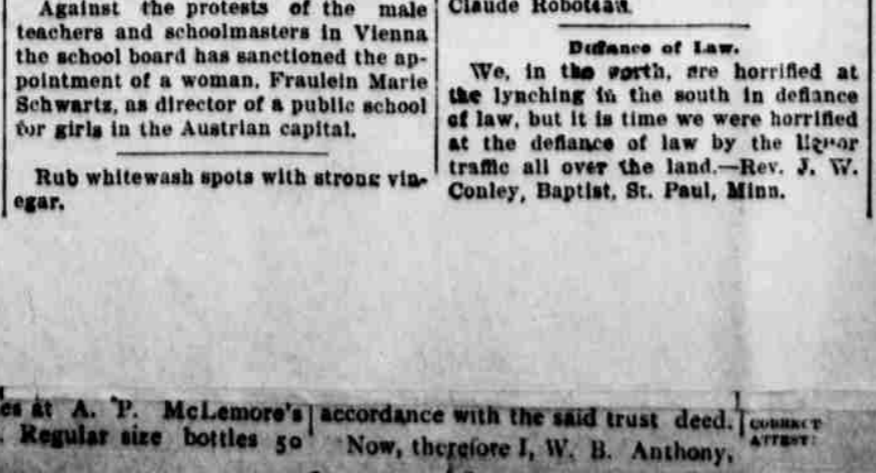 Against the protests of the male
teachers and schoolmasters in Vienna
the school board has sanctioned the ap-
pointment of a woman, Fraulein Marie
Schwartz, as director of a public school
for girls in the Austrian capital.
Rub whitewash spots with strong vin-
egar.
Claude Roboteau.
Defiance of Law.
We, in the north, are horrified at
the lynching in the south in defiance
of law, but it is time we were horrified
at the defiance of law by the liquor
traffic all over the land.—Rev. J. W.
Conley, Baptist, St. Paul, Minn.
es at A. P. McLemore's
. Regular size bottles 50
accordance with the said trust deed.
Now, therefore I, W. B. Anthony,
CORRECT
ATTEST: